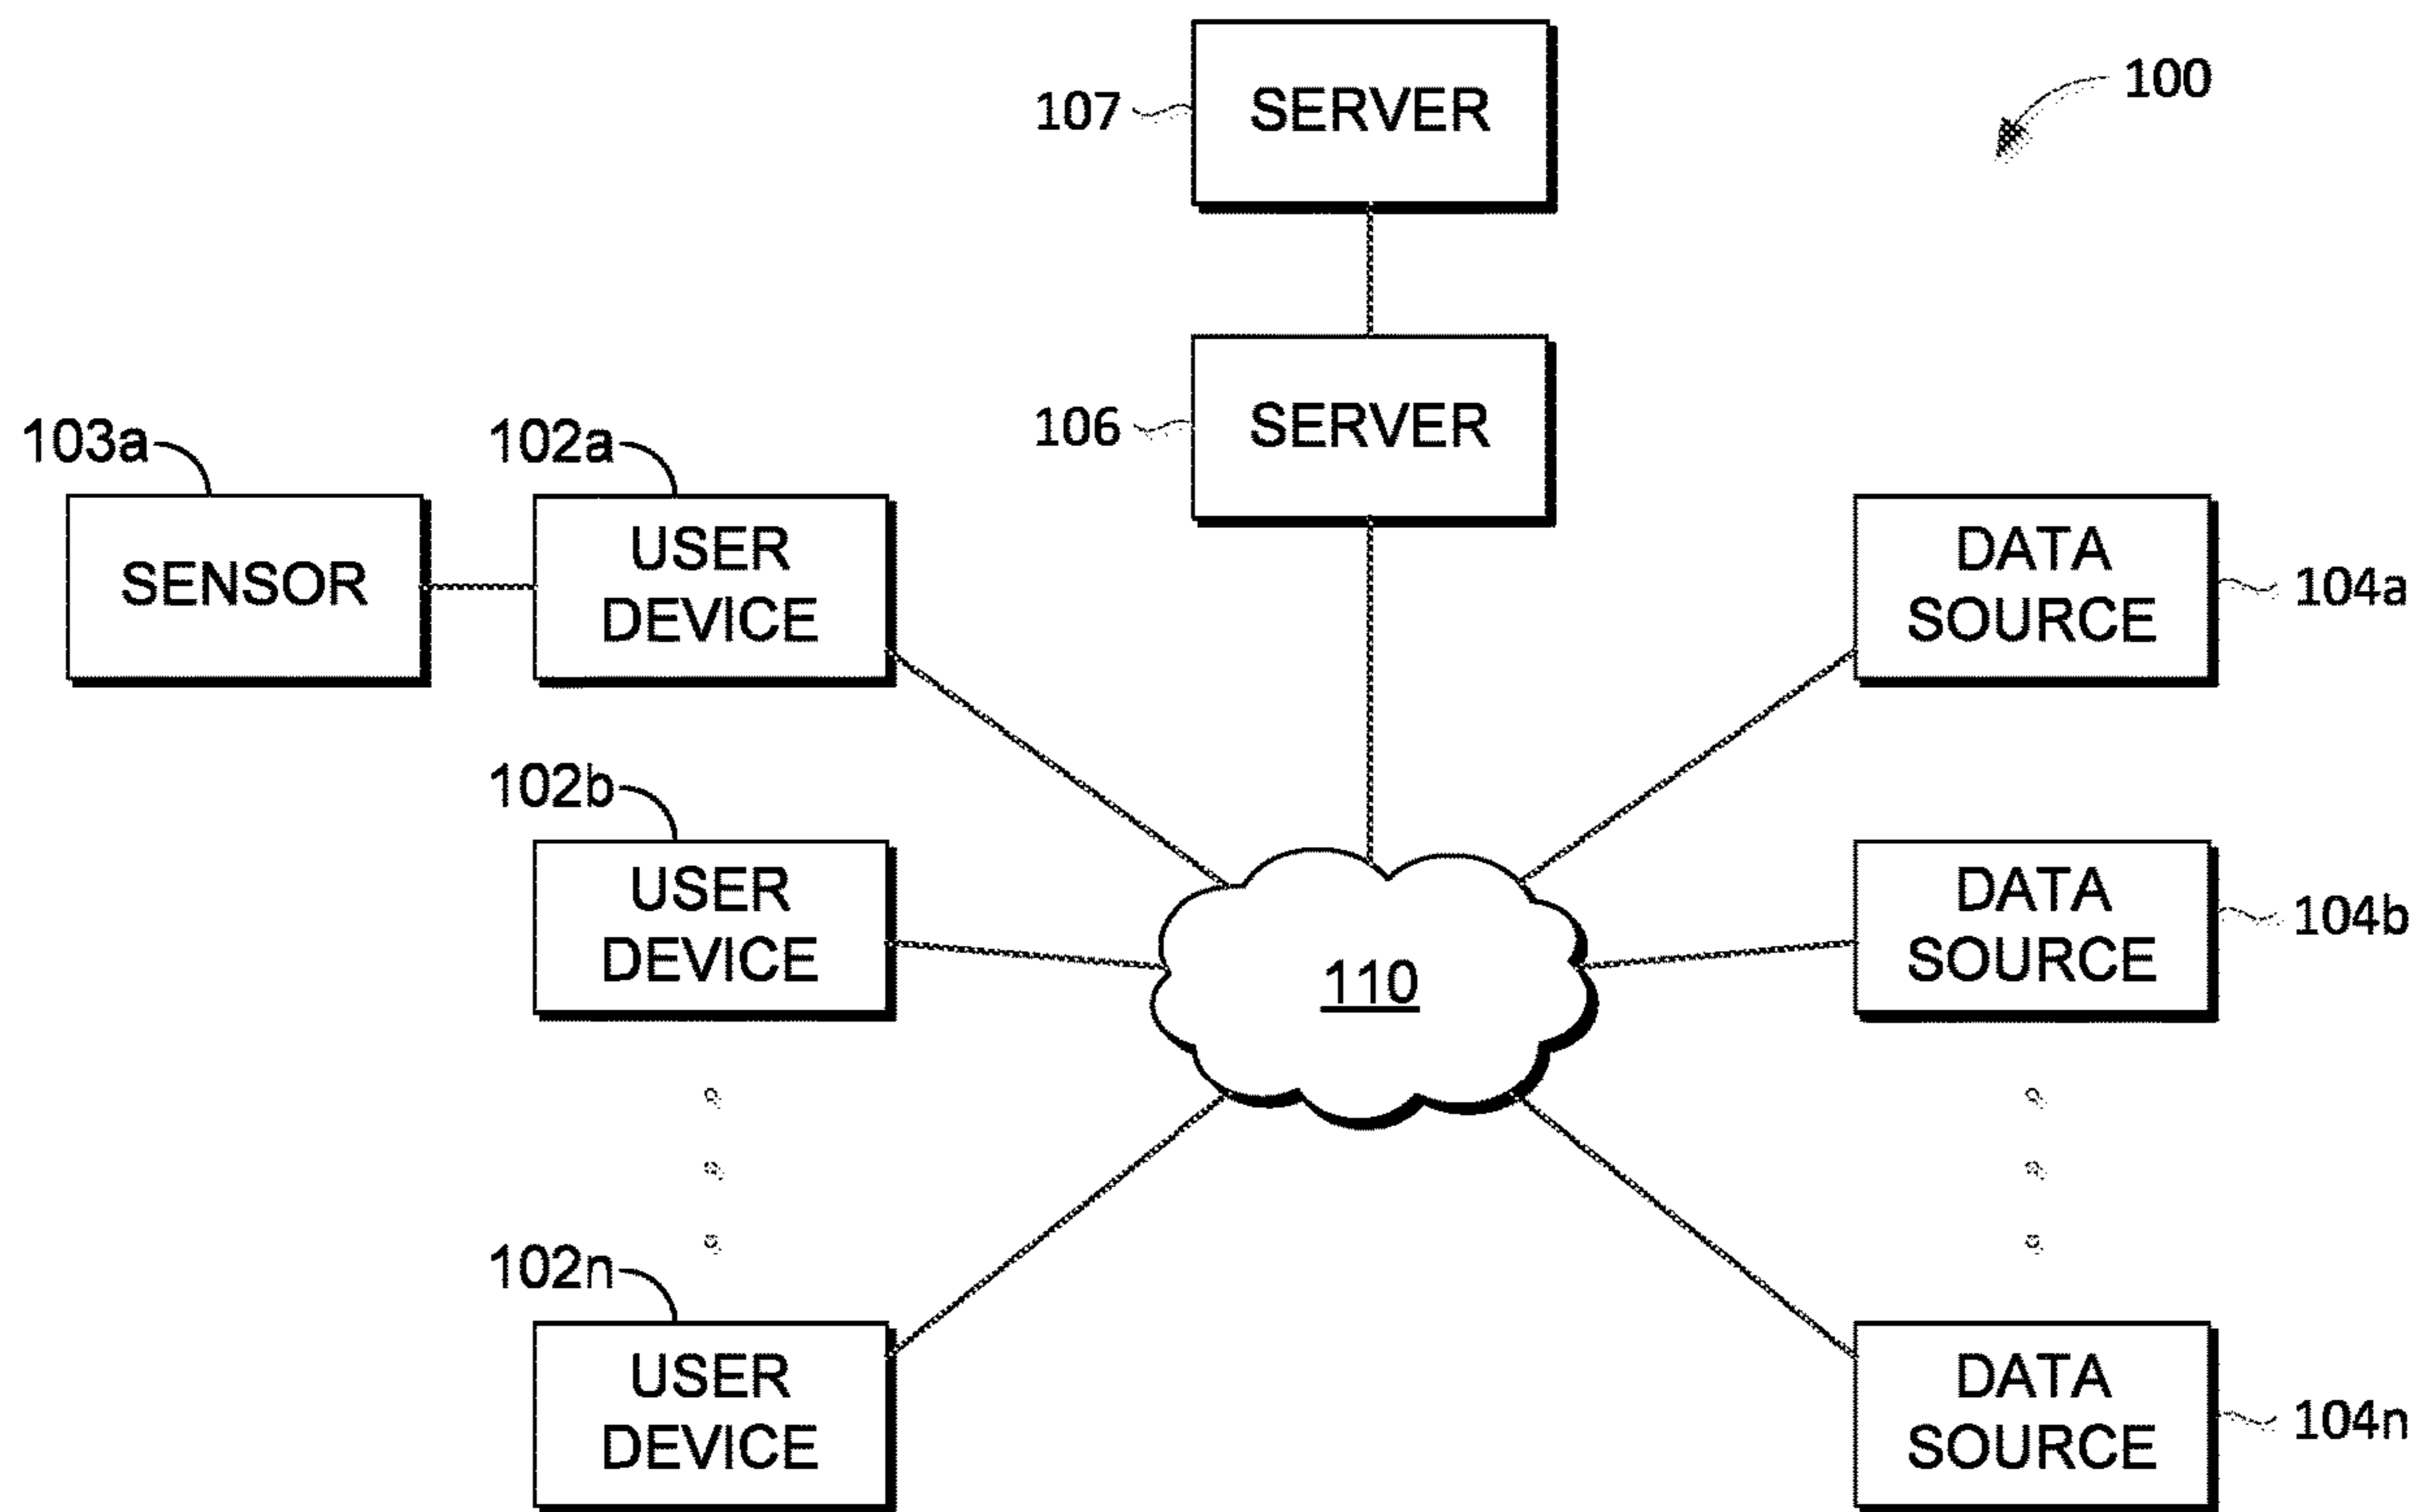 107
SERVER
100
106
SERVER
103a
SENSOR
102a
USER
DEVICE
DATA
SOURCE
104a
102b
USER
DEVICE
110
DATA
SOURCE
104b
102n
USER
DEVICE
DATA
SOURCE
104n